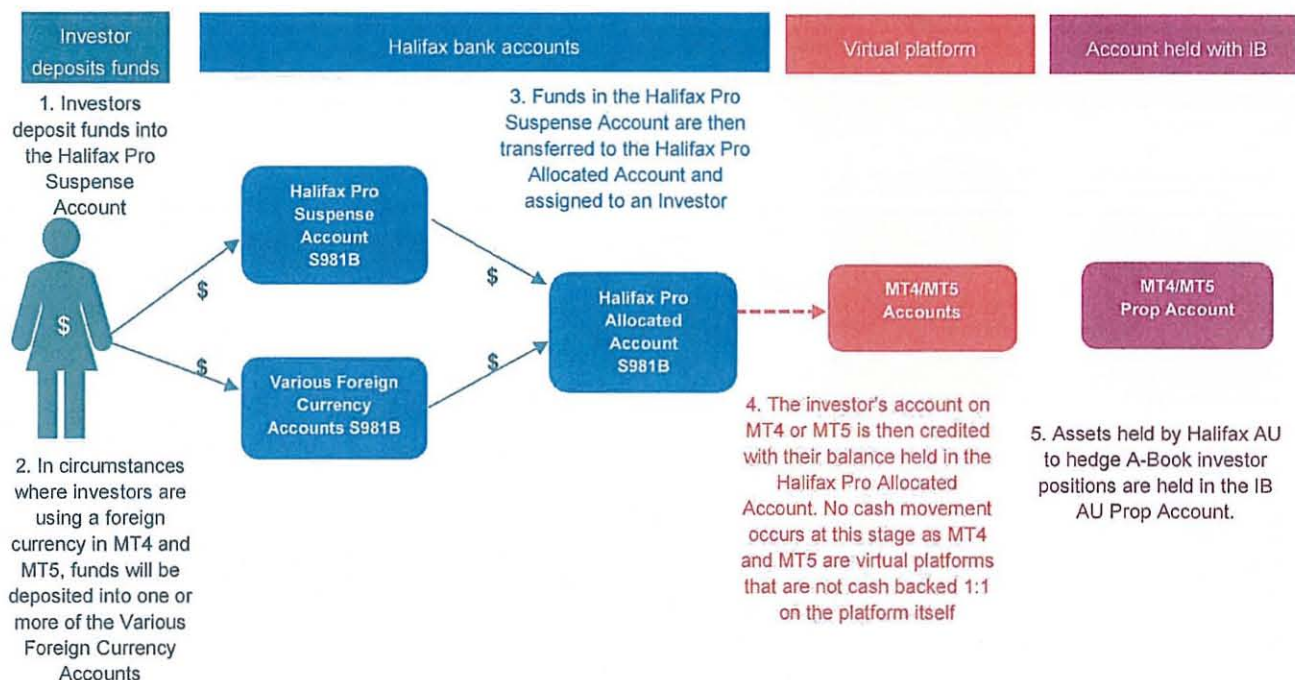 Investor
deposits funds
Halifax bank accounts
Virtual platform
Account held with IB
1. Investors
deposit funds into
the Halifax Pro
Suspense
Account
3. Funds in the Halifax Pro
Suspense Account are then
transferred to the Halifax Pro
Allocated Account and
assigned to an Investor
Halifax Pro
Suspense
Account
S981B
$
$
$
Various Foreign
Currency
Accounts S981B
$
$
Halifax Pro
Allocated
Account
S981B
MT4/MT5
Accounts
MT4/MT5
Prop Account
2. In circumstances
where investors are
using a foreign
currency in MT4 and
MT5, funds will be
deposited into one or
more of the Various
Foreign Currency
Accounts
4. The investor's account on
MT4 or MT5 is then credited
with their balance held in the
Halifax Pro Allocated
Account. No cash movement
occurs at this stage as MT4
and MT5 are virtual platforms
that are not cash backed 1:1
on the platform itself
5. Assets held by Halifax AU
to hedge A-Book investor
positions are held in the IB
AU Prop Account.